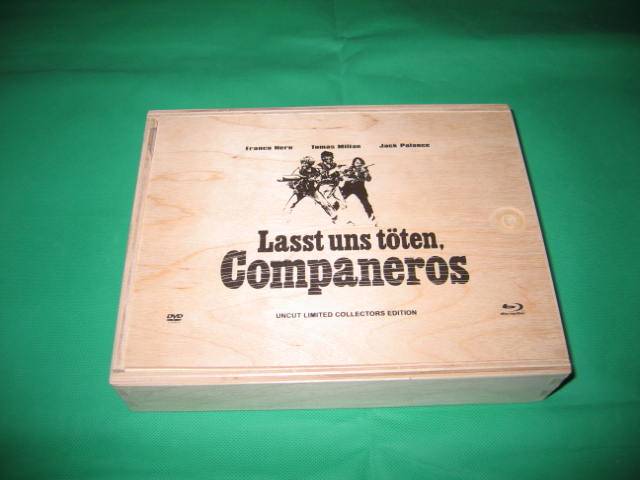 Franco Nero Tomas Milian Jack Palance
Lasst uns töten,
Companeros
DVD
UNCUT LIMITED COLLECTORS EDITION